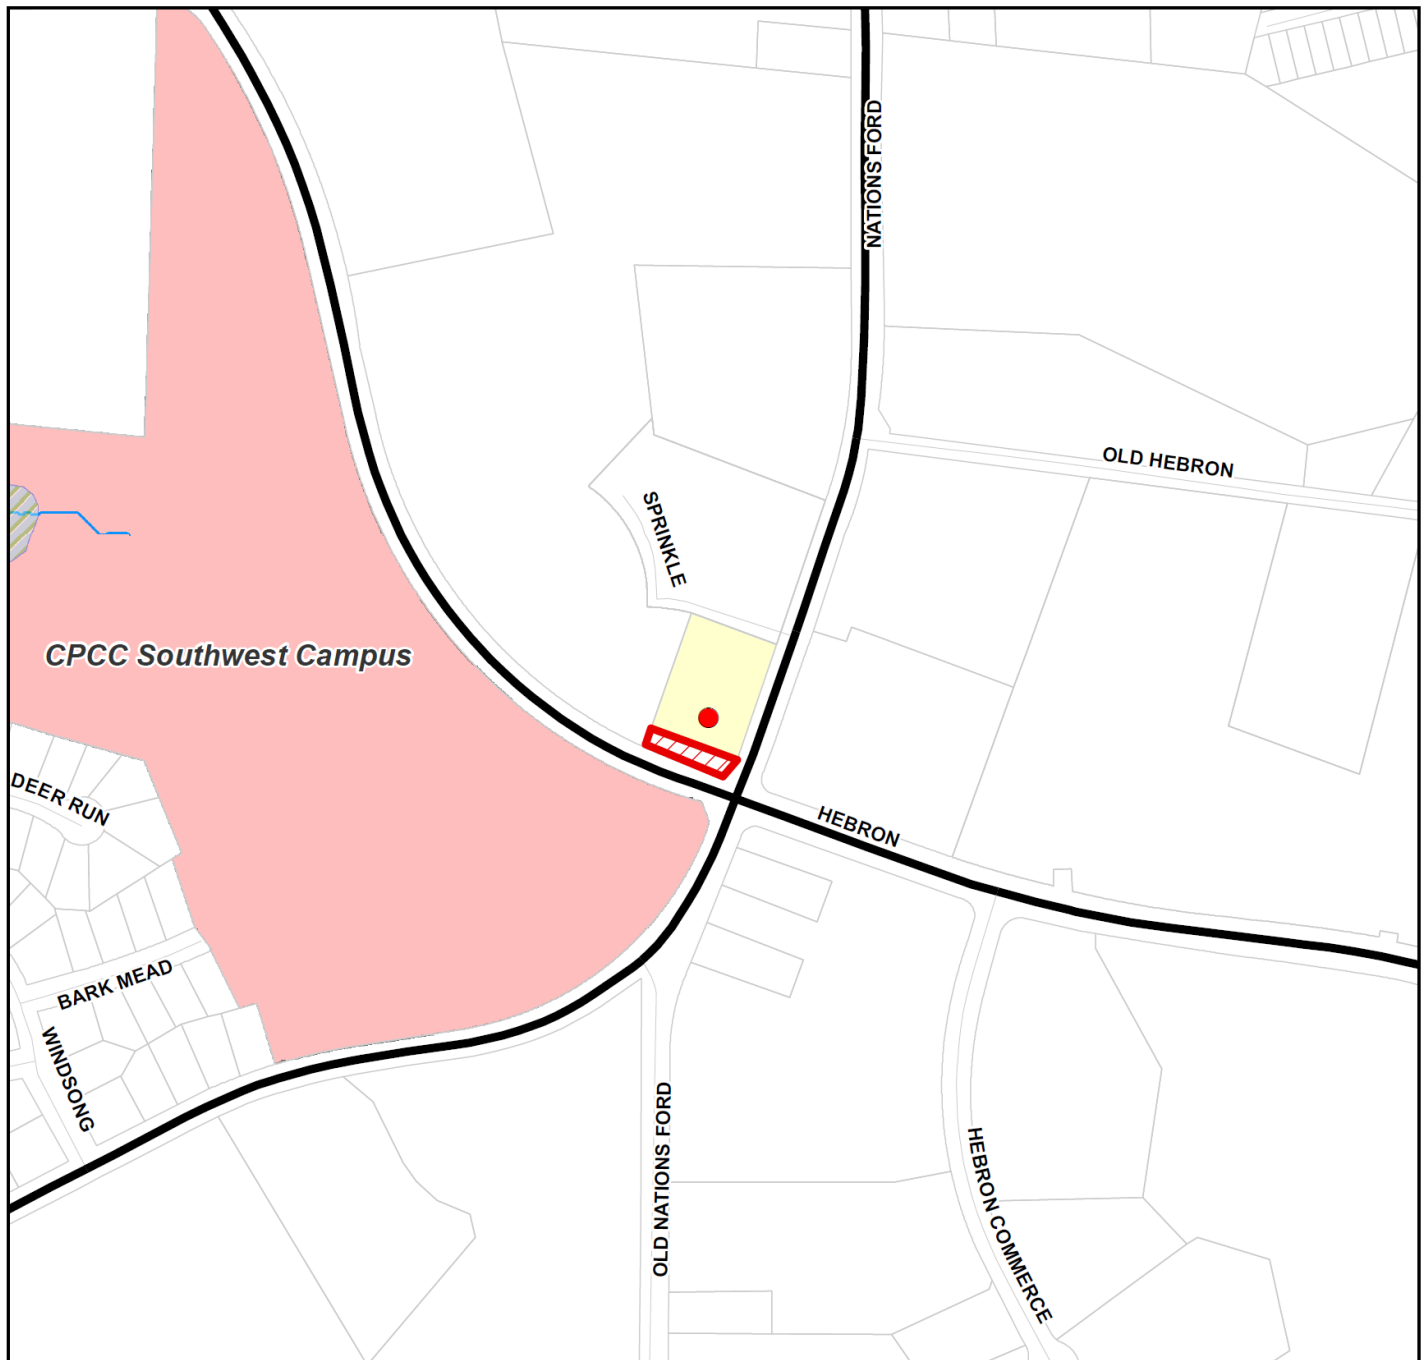 NATIONS FORD
OLD HEBRON
SPRINKLE
CPCC Southwest Campus
DEER RUN
HEBRON
BARK MEAD
WINDSONG
OLD NATIONS FORD
HEBRON COMMERCE